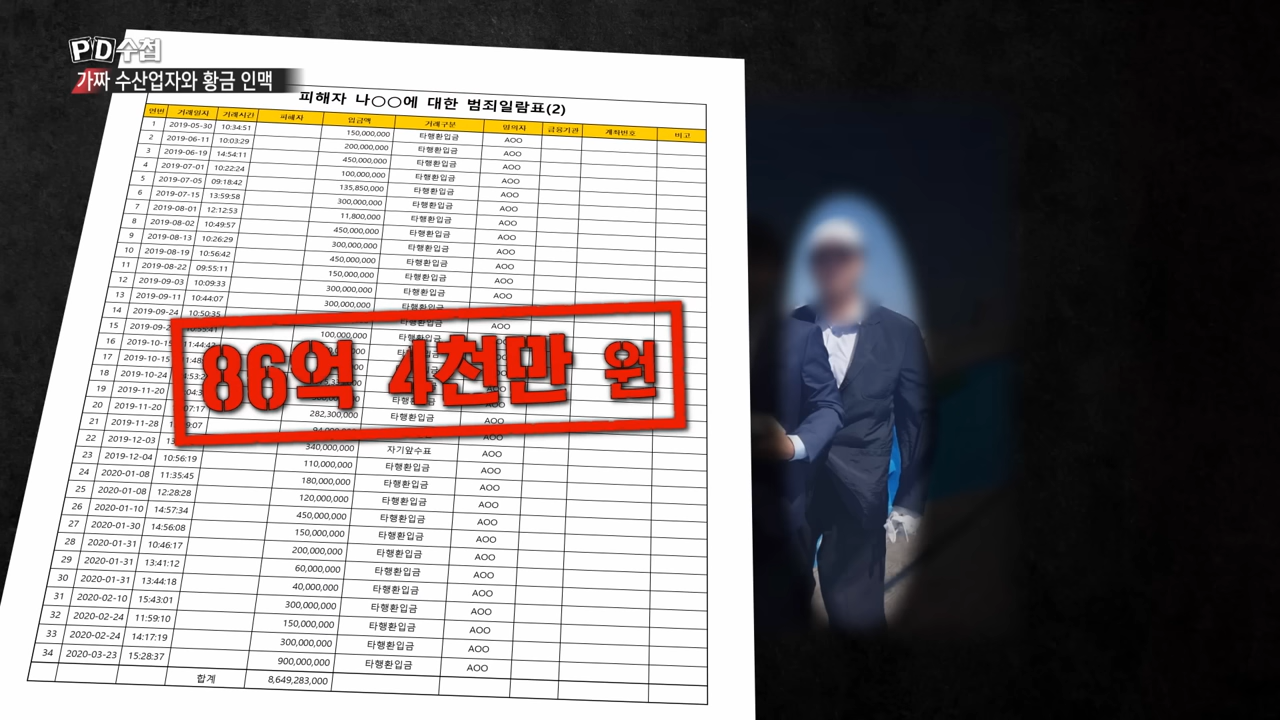 PD수첩
가짜 수산업자와 황금 인맥
피해자 나○○에 대한 범죄일람표(2)
연번 거래일자 거래시간 피해자 입금액 거래구분 명의자 금융기관 계좌번호 비고
1 2019-05-30 10:34:51 150,000,000 타행환입금 AOO
2 2019-06-11 10:03:29 200,000,000 타행환입금 AOO
3 2019-06-19 14:54:11 450,000,000 타행환입금 AOO
4 2019-07-01 10:22:24 100,000,000 타행환입금 AOO
5 2019-07-05 09:18:42 135,850,000 타행환입금 AOO
6 2019-07-15 13:59:58 300,000,000 타행환입금 AOO
7 2019-08-01 12:12:53 11,800,000 타행환입금 AOO
8 2019-08-02 10:49:57 450,000,000 타행환입금 AOO
9 2019-08-13 10:26:29 300,000,000 타행환입금 AOO
10 2019-08-19 10:56:42 450,000,000 타행환입금 AOO
11 2019-08-22 09:55:11 150,000,000 타행환입금 AOO
12 2019-09-03 10:09:33 300,000,000 타행환입금 AOO
13 2019-09-11 10:44:07 300,000,000 타행환입금
14 2019-09-24 10:50:35 타행환입금 AOO
15 100,000,000
16
17 2019-10-15
18 2019-10-24
19 2019-11-20
20 2019-11-20 282,300,000 타행환입금 AOO
21 2019-11-28 AOO
22 2019-12-03 340,000,000 자기앞수표 AOO
23 2019-12-04 10:56:19 110,000,000 타행환입금 AOO
24 2020-01-08 11:35:45 180,000,000 타행환입금 AOO
25 2020-01-08 12:28:28 120,000,000 타행환입금 AOO
26 2020-01-10 14:57:34 450,000,000 타행환입금 AOO
27 2020-01-30 14:56:08 150,000,000 타행환입금 AOO
28 2020-01-31 10:46:17 200,000,000 타행환입금 AOO
29 2020-01-31 13:41:12 60,000,000 타행환입금 AOO
30 2020-01-31 13:44:18 40,000,000 타행환입금 AOO
31 2020-02-10 15:43:01 300,000,000 타행환입금 AOO
32 2020-02-24 11:59:10 150,000,000 타행환입금 AOO
33 2020-02-24 14:17:19 300,000,000 타행환입금 AOO
34 2020-03-23 15:28:37 900,000,000 타행환입금 AOO
합계 8,649,283,000
86억 4천만 원